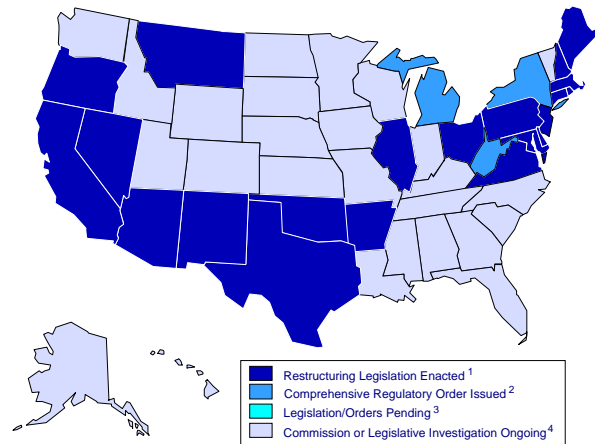 Restructuring Legislation Enacted 1
Comprehensive Regulatory Order Issued 2
Legislation/Orders Pending 3
Commission or Legislative Investigation Ongoing 4